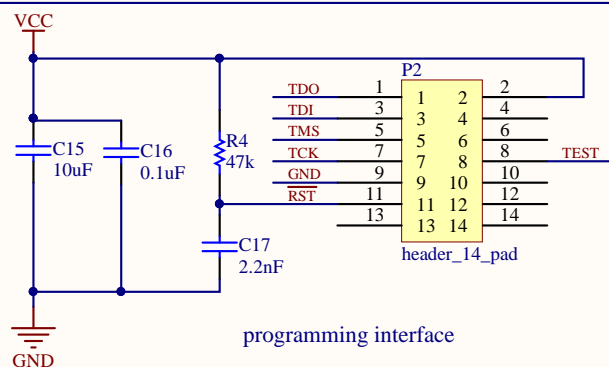 VCC
P2
TDO 1 1 2 2
TDI 3 3 4 4
TMS 5 5 6 6
TCK 7 7 8 8 TEST
GND 9 9 10 10
RST 11 11 12 12
13 13 14 14
header_14_pad
R4
47k
C15
10uF
C16
0.1uF
C17
2.2nF
programming interface
GND